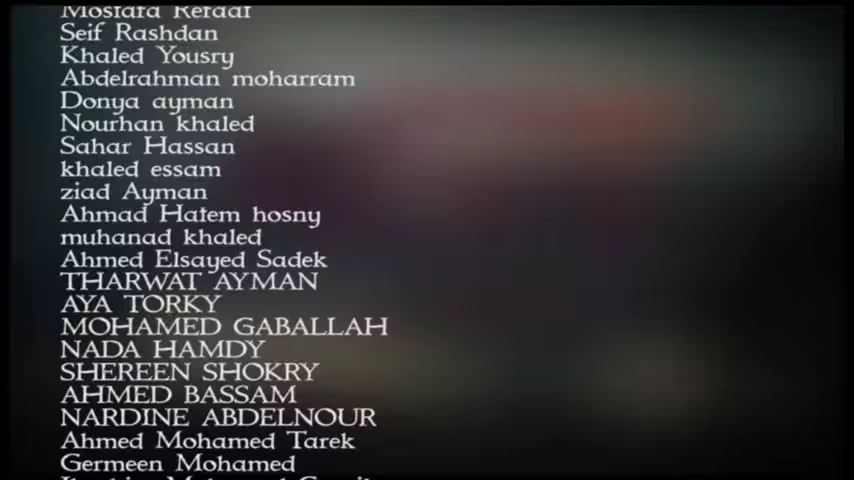 Mostafa Refaat
Seif Rashdan
Khaled Yousry
Abdelrahman moharram
Donya ayman
Nourhan khaled
Sahar Hassan
khaled essam
ziad Ayman
Ahmad Hatem hosny
muhanad khaled
Ahmed Elsayed Sadek
THARWAT AYMAN
AYA TORKY
MOHAMED GABALLAH
NADA HAMDY
SHEREEN SHOKRY
AHMED BASSAM
NARDINE ABDELNOUR
Ahmed Mohamed Tarek
Germeen Mohamed